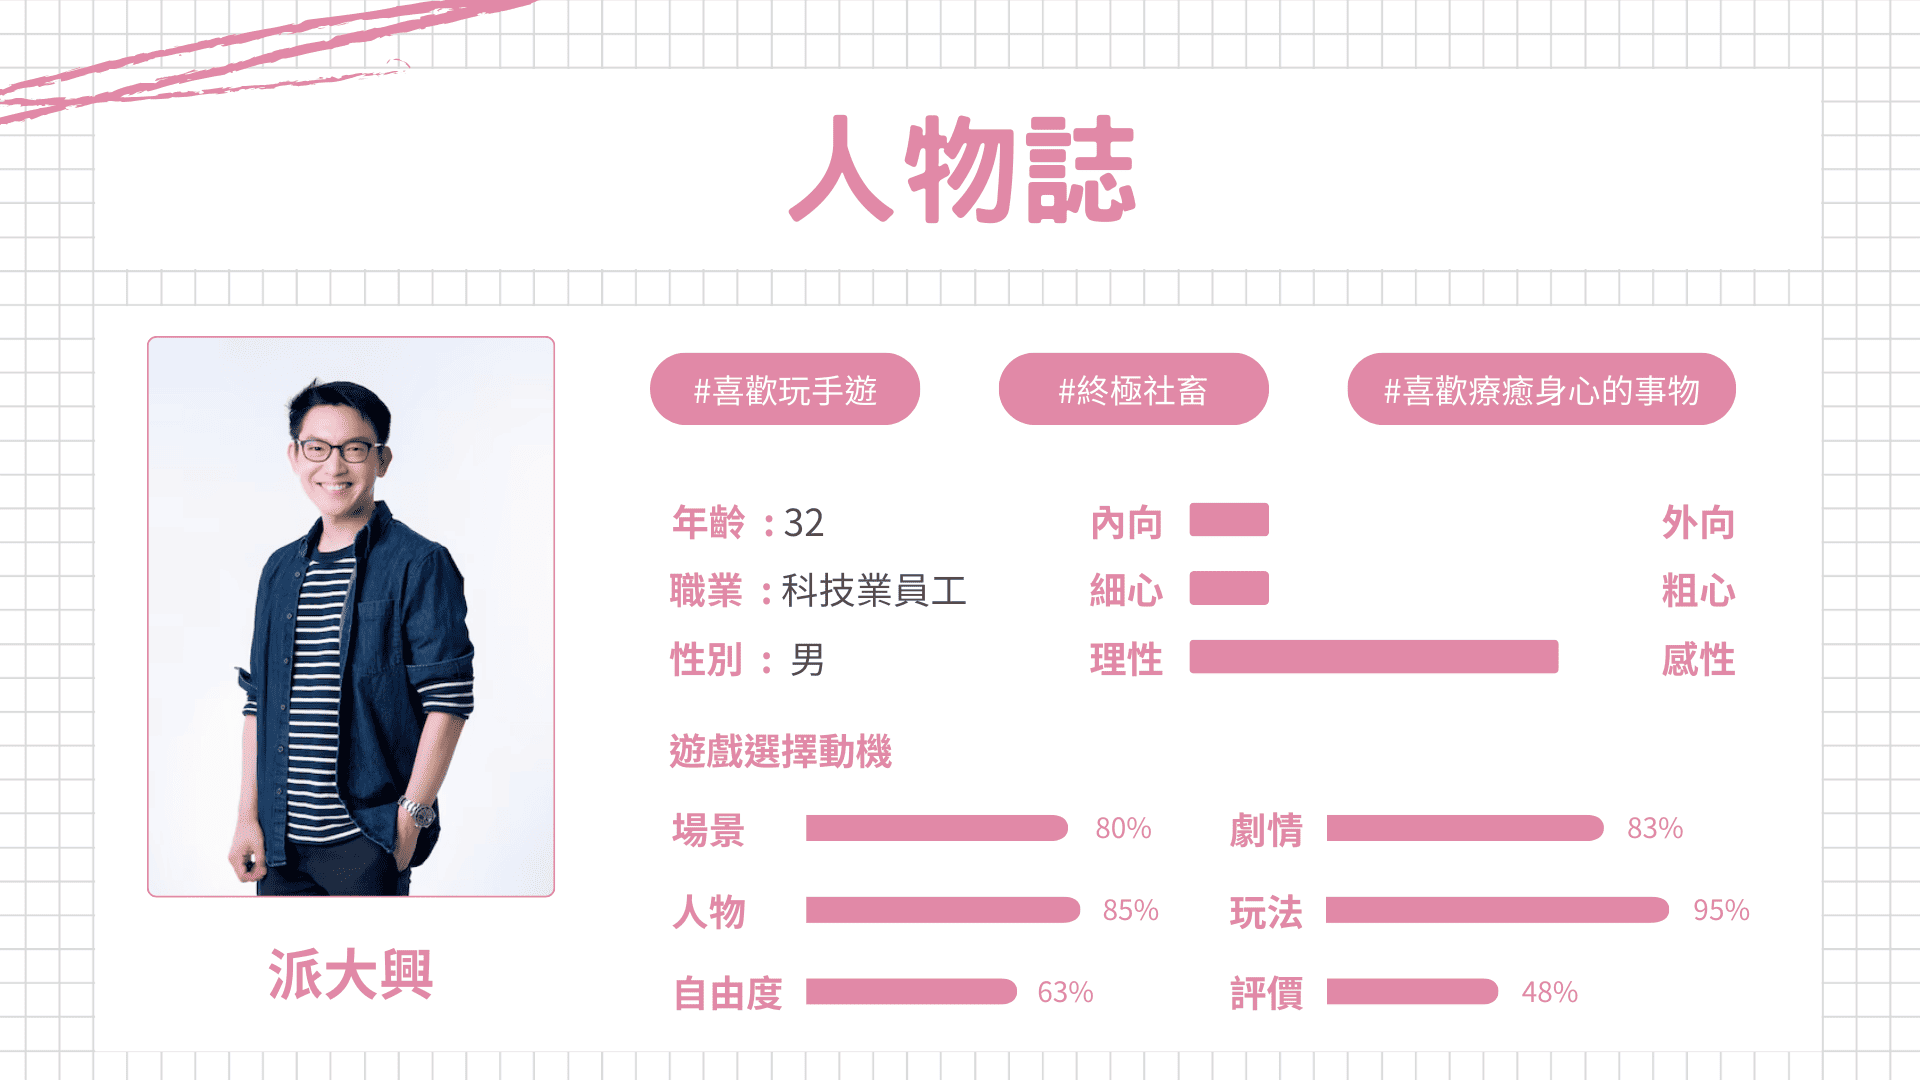 人物誌
#喜歡玩手遊
#終極社畜
#喜歡療癒身心的事物
年齡 : 32
職業 : 科技業員工
性別 : 男
內向 外向
細心 粗心
理性 感性
遊戲選擇動機
場景 80%
劇情 83%
人物 85%
玩法 95%
自由度 63%
評價 48%
派大興